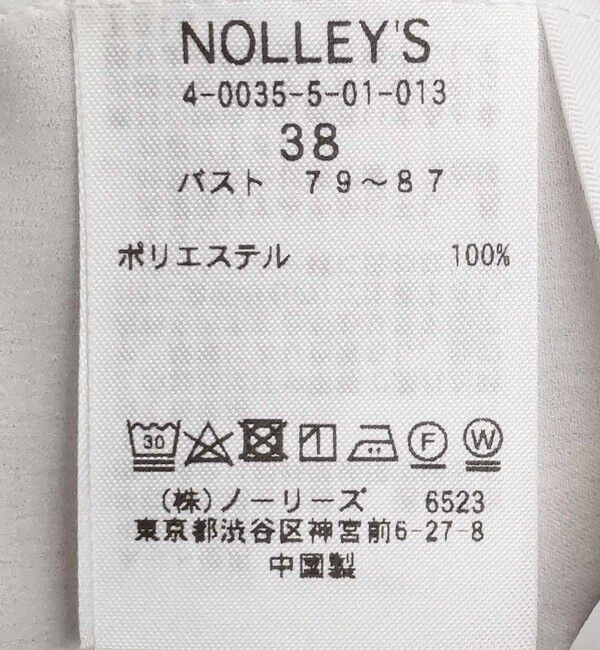 NOLLEY'S
4-0035-5-01-013
38
バスト 79〜87
ポリエステル 100%
30 F W
(株)ノーリーズ 6523
東京都渋谷区神宮前6-27-8
中国製